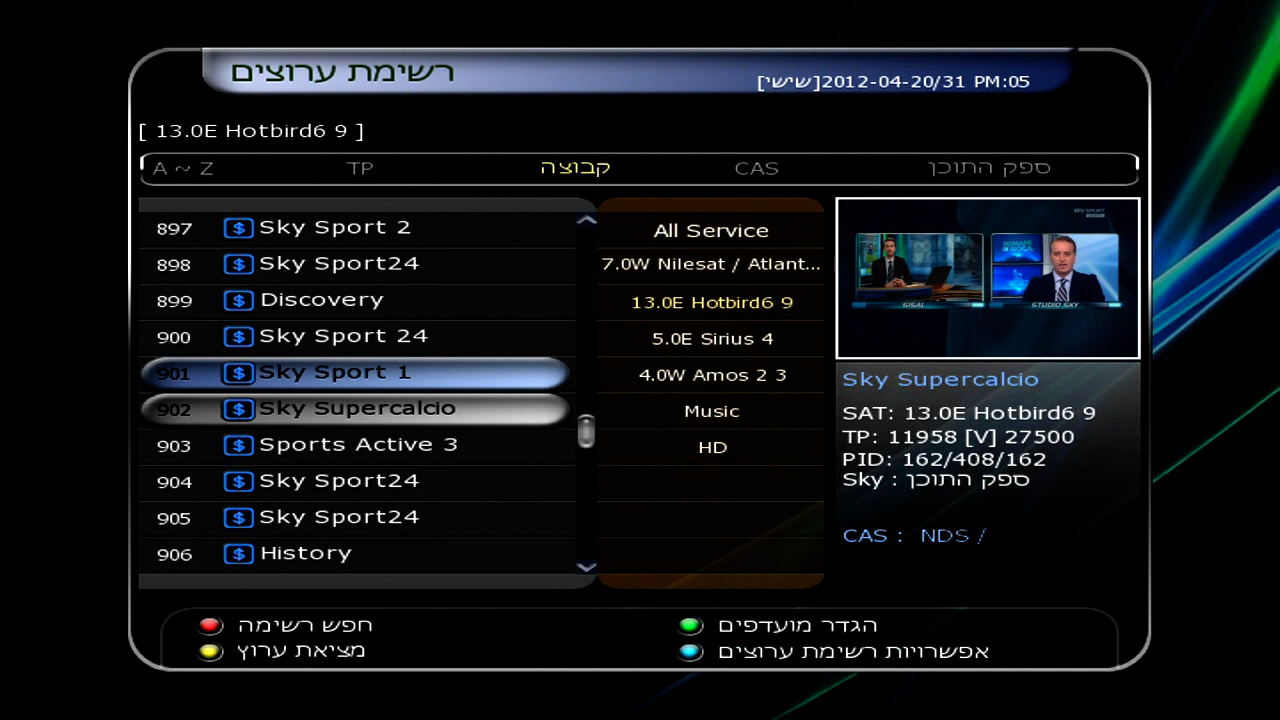 רשימת ערוצים
[שישי]2012-04-20/31 PM:05
[ 13.0E Hotbird6 9 ]
A ~ Z TP קבוצה CAS ספק התוכן
897 $ Sky Sport 2
898 $ Sky Sport24
899 $ Discovery
900 $ Sky Sport 24
901 $ Sky Sport 1
902 $ Sky Supercalcio
903 $ Sports Active 3
904 $ Sky Sport24
905 $ Sky Sport24
906 $ History
All Service
7.0W Nilesat / Atlant...
13.0E Hotbird6 9
5.0E Sirius 4
4.0W Amos 2 3
Music
HD
sky SPORT
SISAL STUDIO SKY
Sky Supercalcio
SAT: 13.0E Hotbird6 9
TP: 11958 [V] 27500
PID: 162/408/162
Sky : ספק התוכן
CAS : NDS /
חפש רשימה
הגדר מועדפים
מציאת ערוץ
אפשרויות רשימת ערוצים